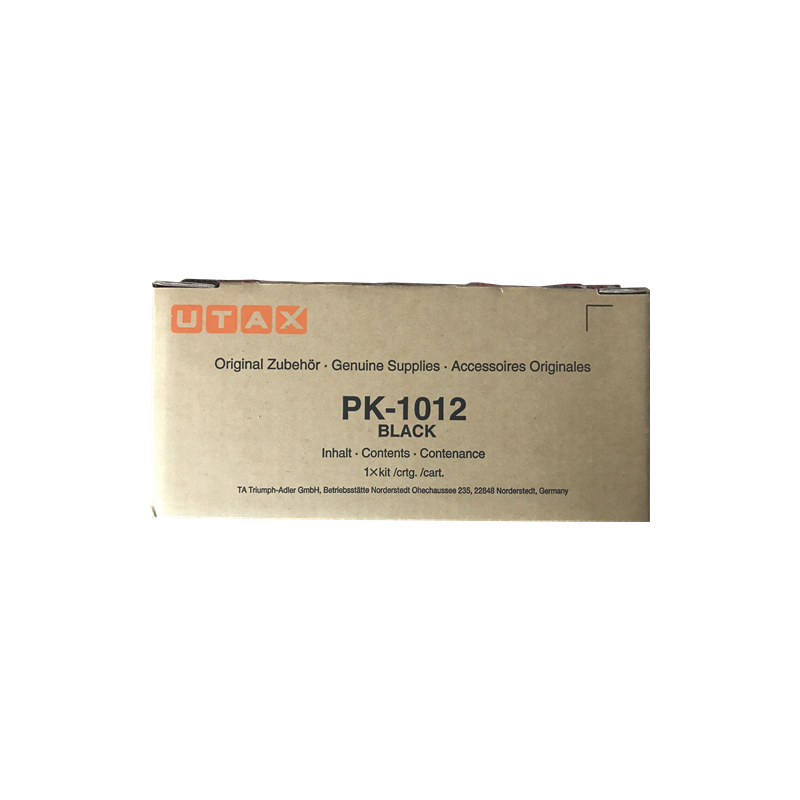 UTAX
Original Zubehör · Genuine Supplies · Accessoires Originales
PK-1012
BLACK
Inhalt · Contents · Contenance
1×kit /crtg. /cart.
TA Triumph-Adler GmbH, Betriebsstätte Norderstedt Ohechaussee 235, 22848 Norderstedt, Germany